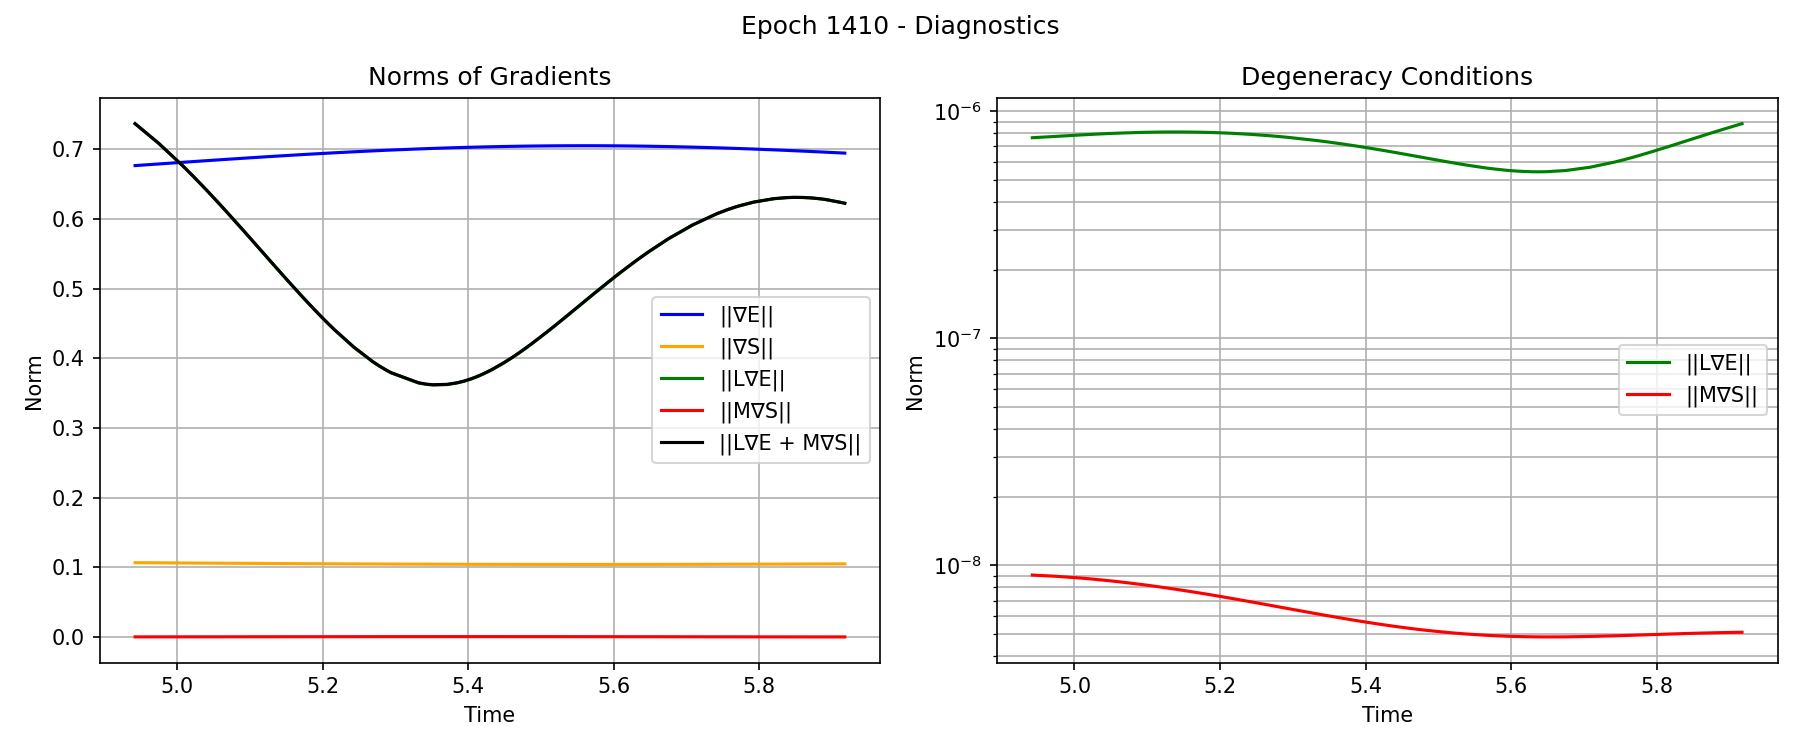 Epoch 1410 - Diagnostics
Norms of Gradients
Norm
0.7
0.6
0.5
0.4
0.3
0.2
0.1
0.0
5.0
5.2
5.4
5.6
5.8
Time
||∇E||
||∇S||
||L∇E||
||M∇S||
||L∇E + M∇S||
Degeneracy Conditions
Norm
10⁻⁶
10⁻⁷
10⁻⁸
5.0
5.2
5.4
5.6
5.8
Time
||L∇E||
||M∇S||